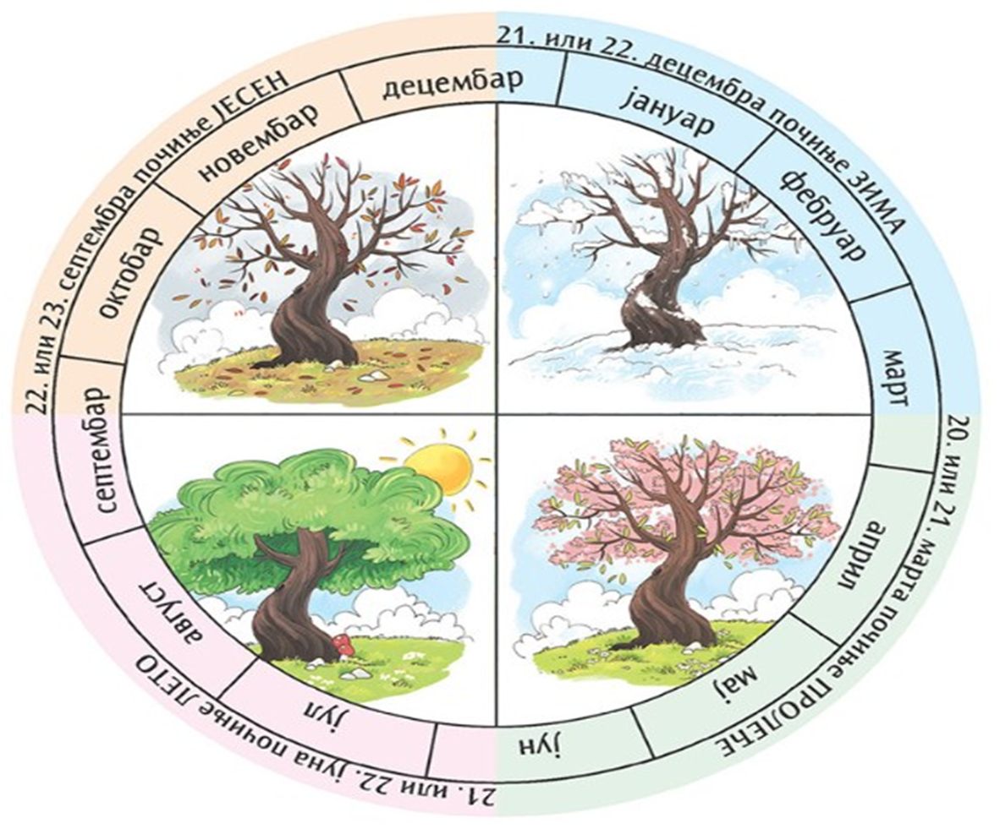 21. или 22. децембра почиње ЗИМА
20. или 21. марта почиње ПРОЛЕЋЕ
21. или 22. јуна почиње ЛЕТО
22. или 23. септембра почиње ЈЕСЕН
јануар
фебруар
март
април
мај
јун
јул
август
септембар
октобар
новембар
децембар